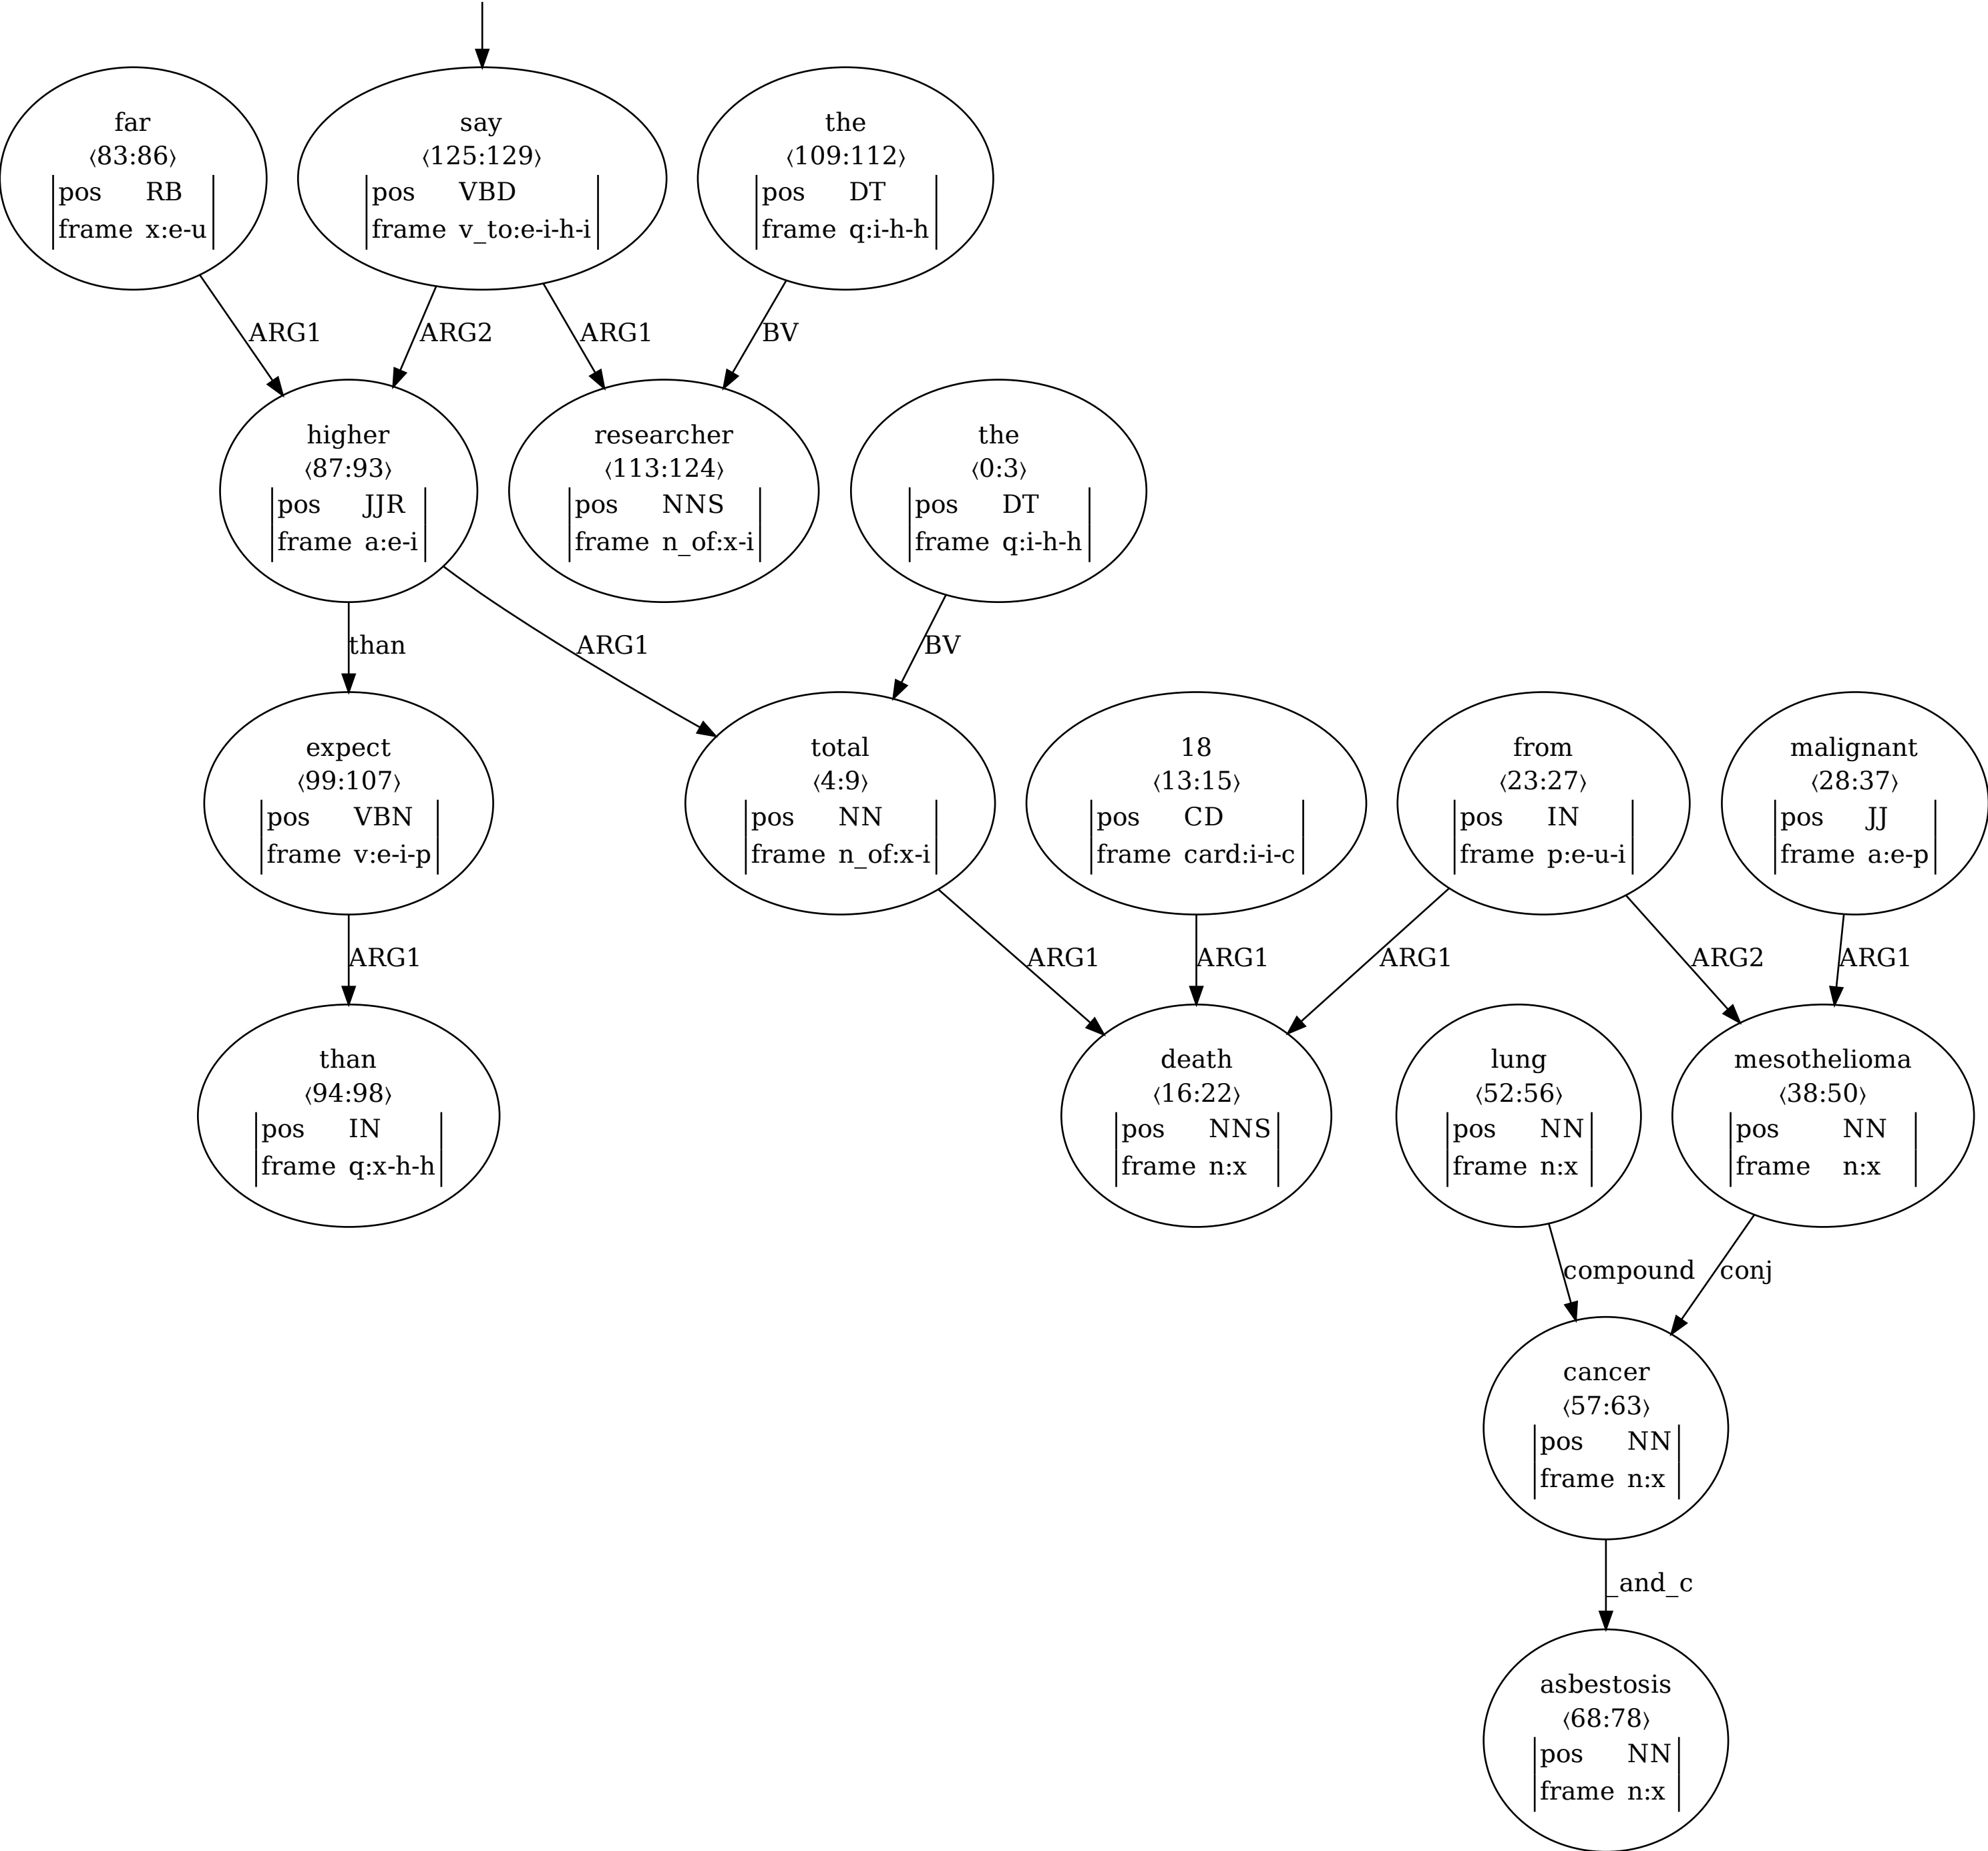 far
⟨83:86⟩
pos RB
frame x:e-u
say
⟨125:129⟩
pos VBD
frame v_to:e-i-h-i
the
⟨109:112⟩
pos DT
frame q:i-h-h
ARG1
ARG2
ARG1
BV
higher
⟨87:93⟩
pos JJR
frame a:e-i
researcher
⟨113:124⟩
pos NNS
frame n_of:x-i
the
⟨0:3⟩
pos DT
frame q:i-h-h
than
ARG1
BV
expect
⟨99:107⟩
pos VBN
frame v:e-i-p
total
⟨4:9⟩
pos NN
frame n_of:x-i
18
⟨13:15⟩
pos CD
frame card:i-i-c
from
⟨23:27⟩
pos IN
frame p:e-u-i
malignant
⟨28:37⟩
pos JJ
frame a:e-p
ARG1
ARG1
ARG1
ARG1
ARG2
ARG1
than
⟨94:98⟩
pos IN
frame q:x-h-h
death
⟨16:22⟩
pos NNS
frame n:x
lung
⟨52:56⟩
pos NN
frame n:x
mesothelioma
⟨38:50⟩
pos NN
frame n:x
compound
conj
cancer
⟨57:63⟩
pos NN
frame n:x
_and_c
asbestosis
⟨68:78⟩
pos NN
frame n:x